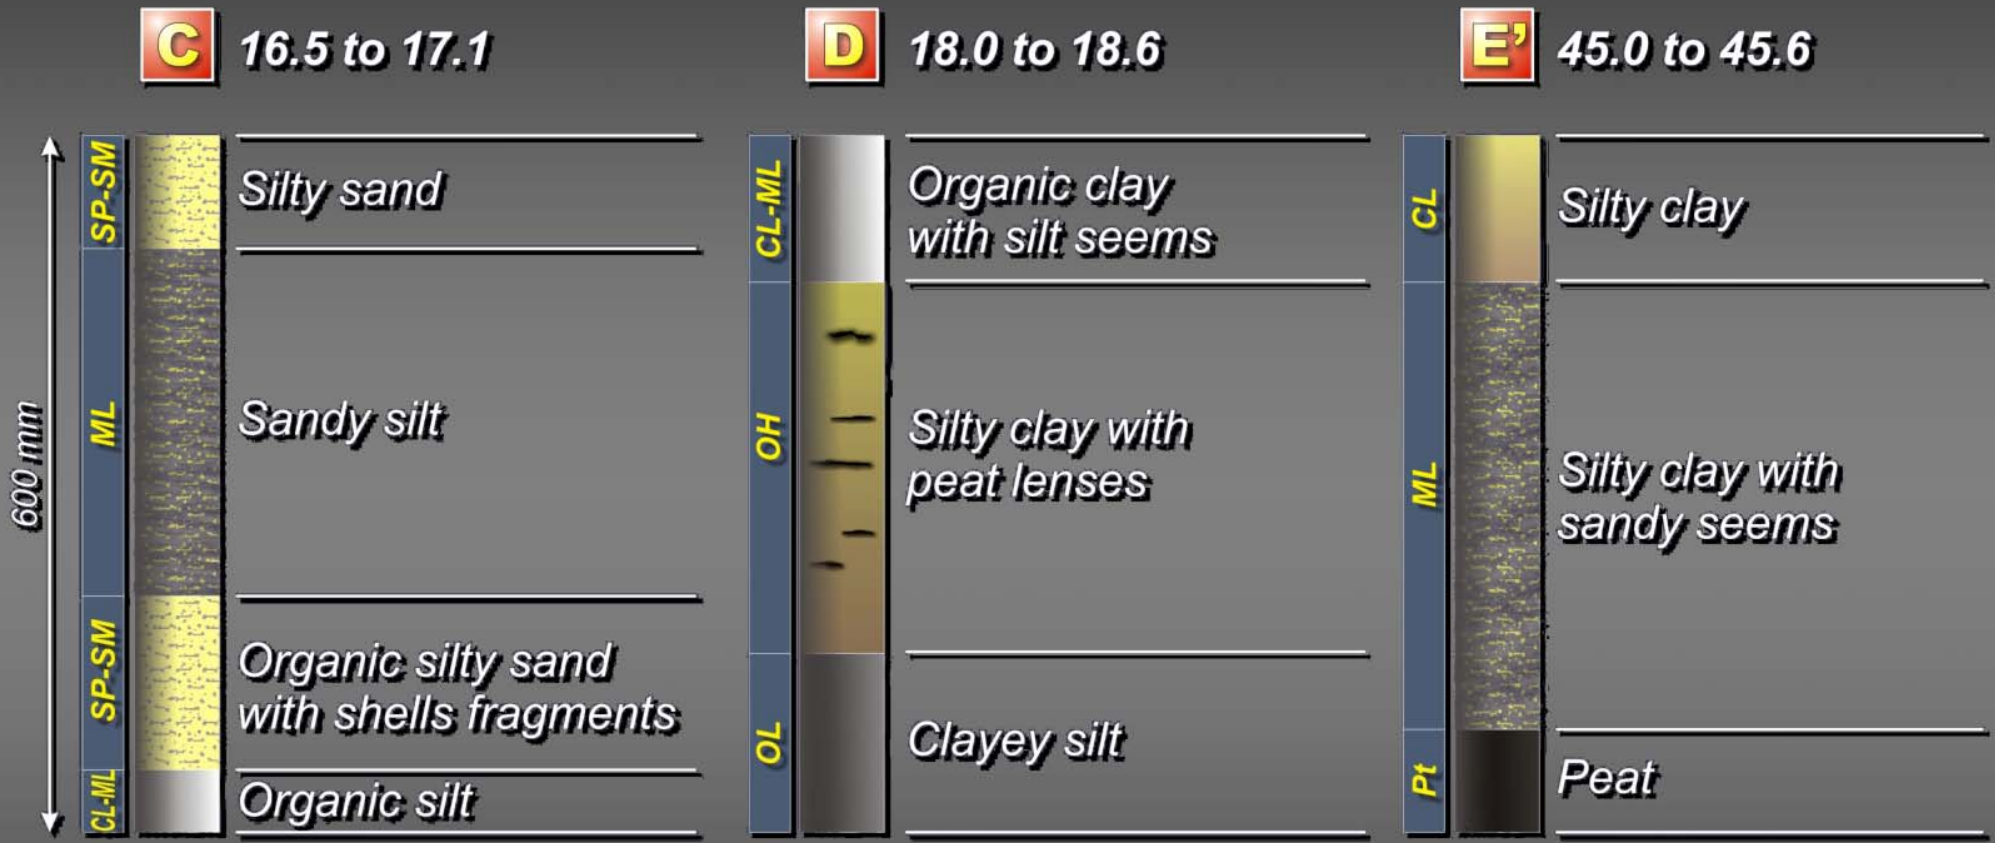 C 16.5 to 17.1
600 mm
SP-SM
Silty sand
ML
Sandy silt
SP-SM
Organic silty sand
with shells fragments
CL-ML
Organic silt
D 18.0 to 18.6
CL-ML
Organic clay
with silt seems
OH
Silty clay with
peat lenses
OL
Clayey silt
E’ 45.0 to 45.6
CL
Silty clay
ML
Silty clay with
sandy seems
Pt
Peat